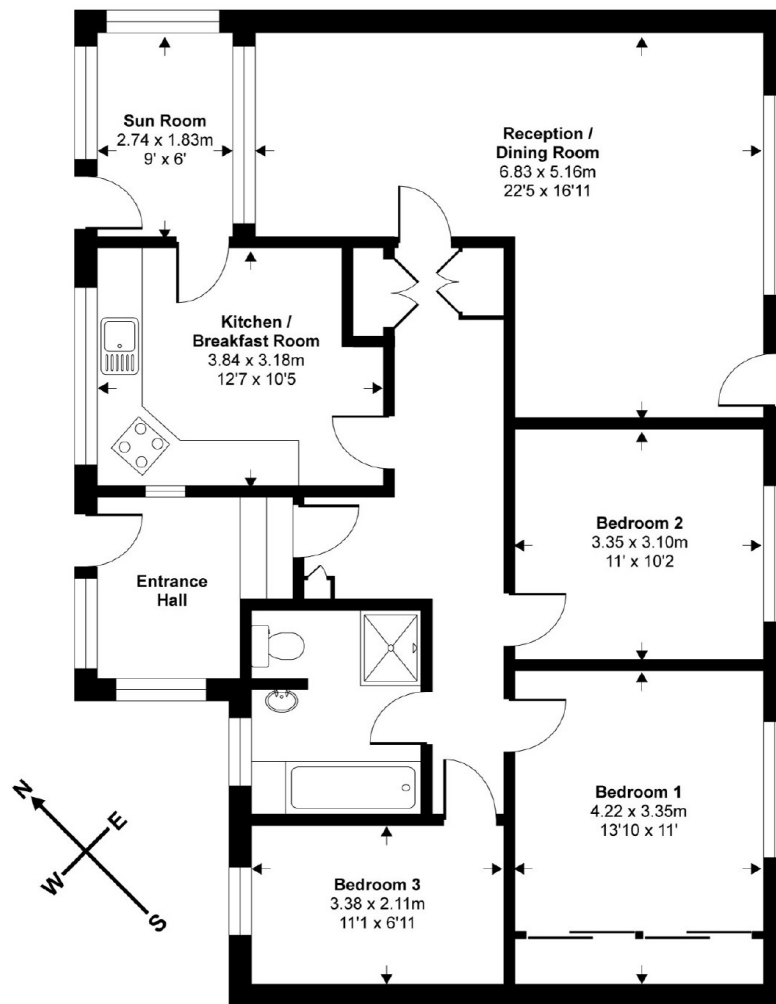 Sun Room
2.74 x 1.83m
9' x 6'
Reception /
Dining Room
6.83 x 5.16m
22'5 x 16'11
Kitchen /
Breakfast Room
3.84 x 3.18m
12'7 x 10'5
Bedroom 2
3.35 x 3.10m
11' x 10'2
Entrance
Hall
Bedroom 1
4.22 x 3.35m
13'10 x 11'
Bedroom 3
3.38 x 2.11m
11'1 x 6'11
N
E
W
S